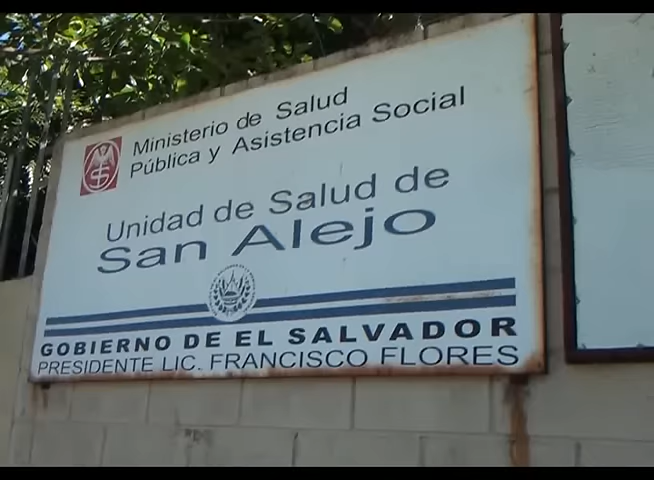 Ministerio de Salud
Pública y Asistencia Social
Unidad de Salud de
San Alejo
GOBIERNO DE EL SALVADOR
PRESIDENTE LIC. FRANCISCO FLORES